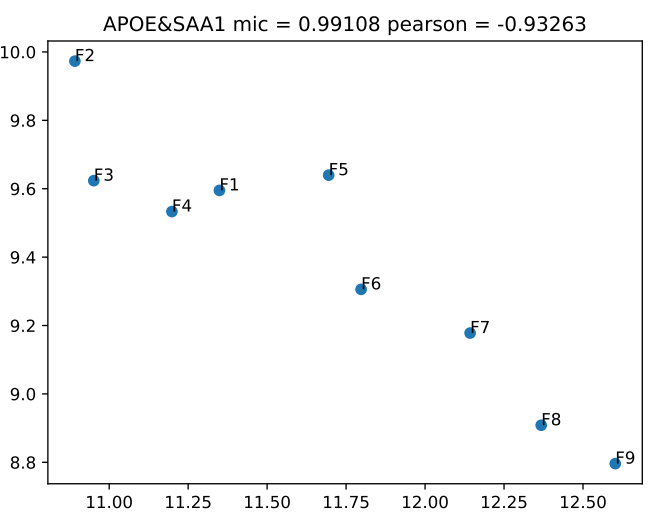 APOE&SAA1 mic = 0.99108 pearson = -0.93263
10.0
9.8
9.6
9.4
9.2
9.0
8.8
F2
F3
F4
F1
F5
F6
F7
F8
F9
11.00 11.25 11.50 11.75 12.00 12.25 12.50